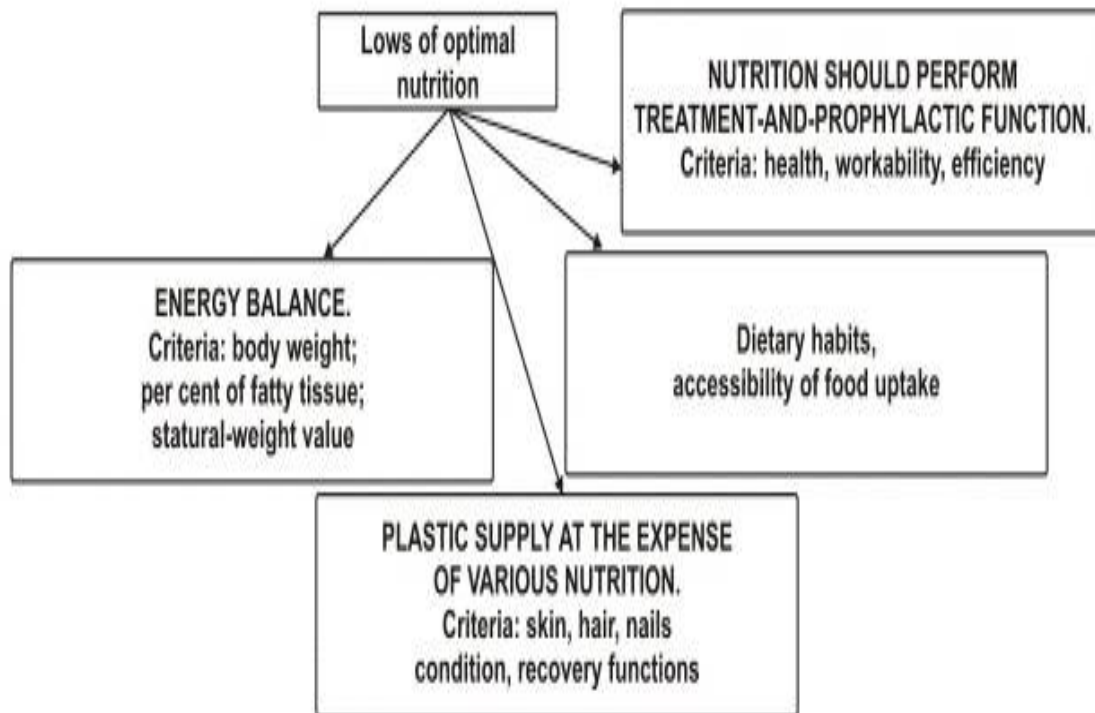 Lows of optimal
nutrition
NUTRITION SHOULD PERFORM
TREATMENT-AND-PROPHYLACTIC FUNCTION.
Criteria: health, workability, efficiency
ENERGY BALANCE.
Criteria: body weight;
per cent of fatty tissue;
statural-weight value
Dietary habits,
accessibility of food uptake
PLASTIC SUPPLY AT THE EXPENSE
OF VARIOUS NUTRITION.
Criteria: skin, hair, nails
condition, recovery functions